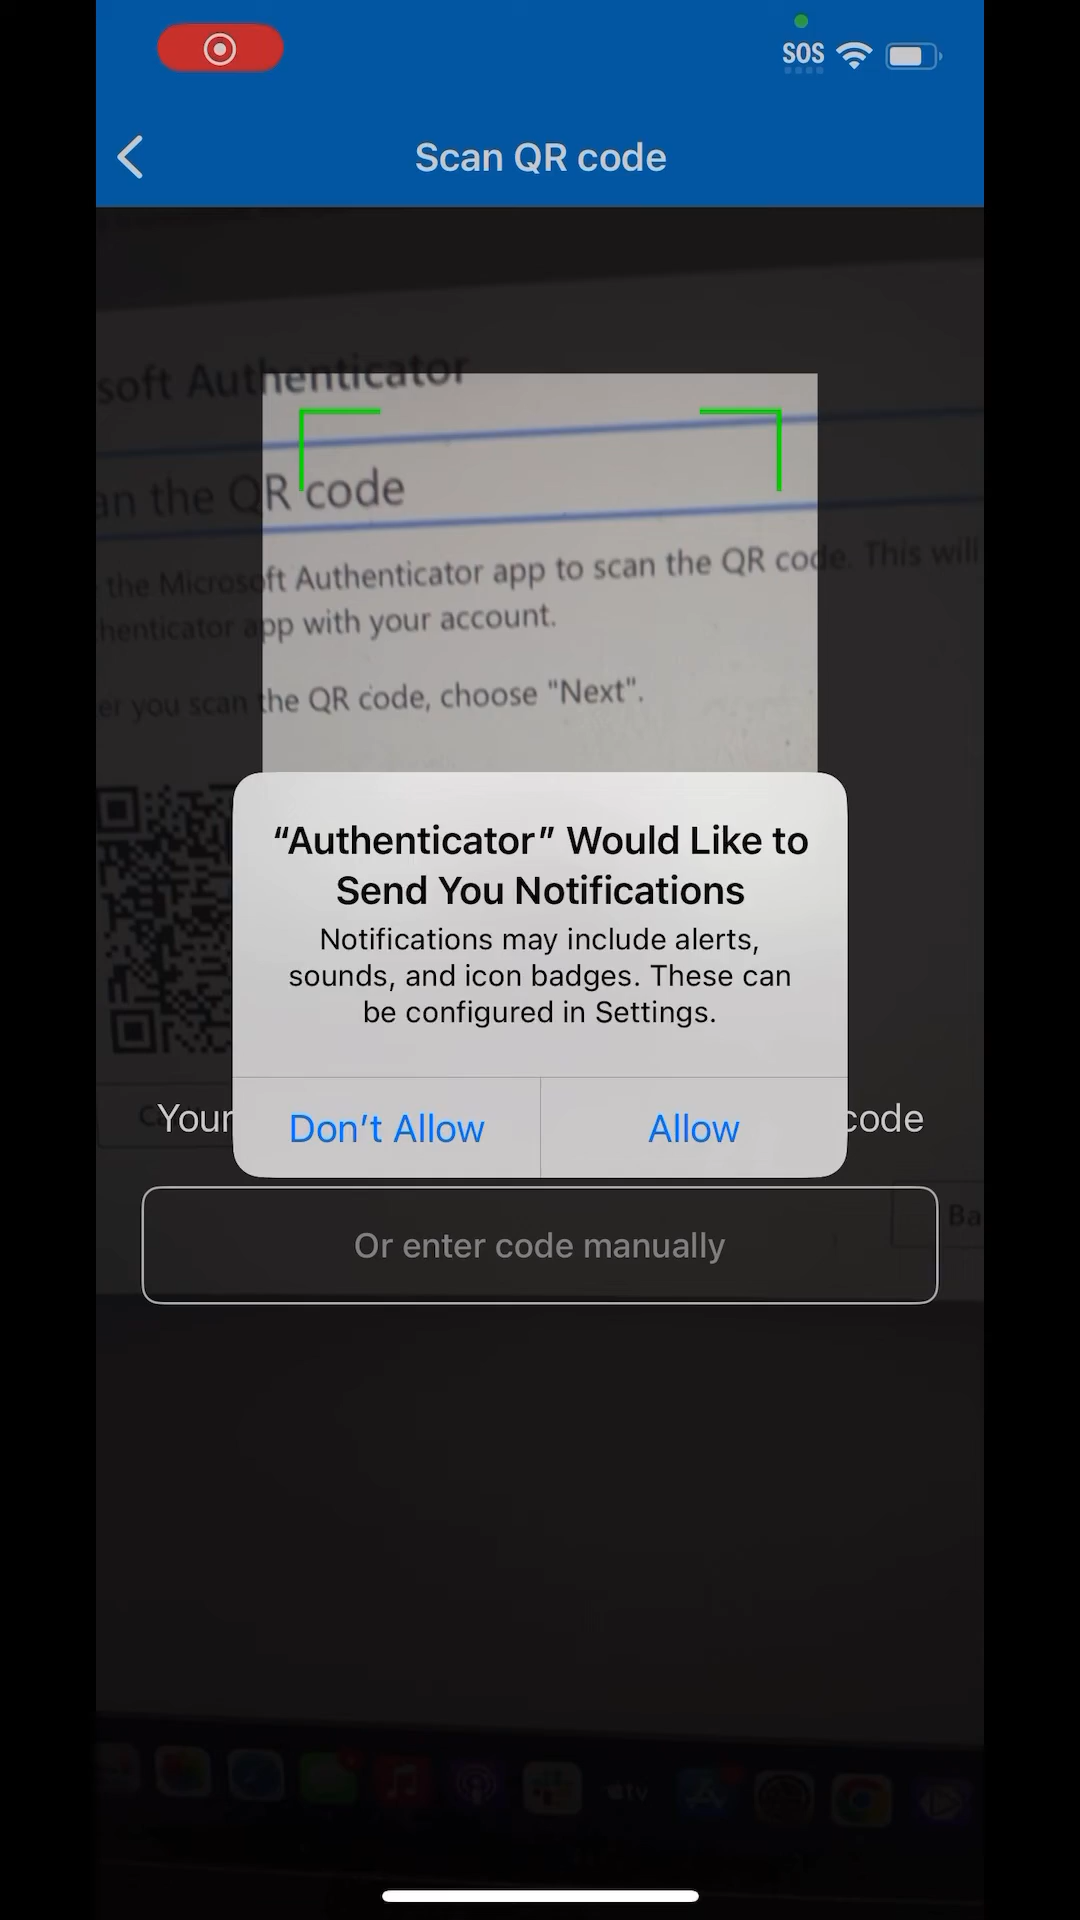 SOS
Scan QR code
soft Authenticator
an the QR code
the Microsoft Authenticator app to scan the QR code. This will
henticator app with your account.
er you scan the QR code, choose "Next".
“Authenticator” Would Like to
Send You Notifications
Notifications may include alerts,
sounds, and icon badges. These can
be configured in Settings.
Don’t Allow
Allow
Your
code
Ba
Or enter code manually
tv